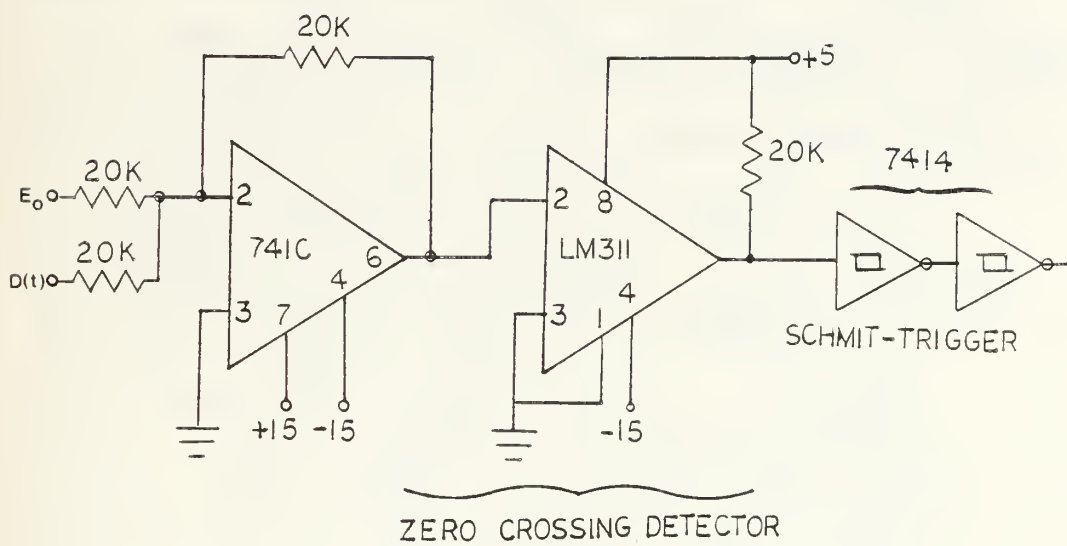 20K
20K
+5
20K
7414
E₀
20K
D(t)
2
741C
6
4
3
7
+15 -15
2
8
LM311
3
1
4
-15
SCHMIT-TRIGGER
ZERO CROSSING DETECTOR